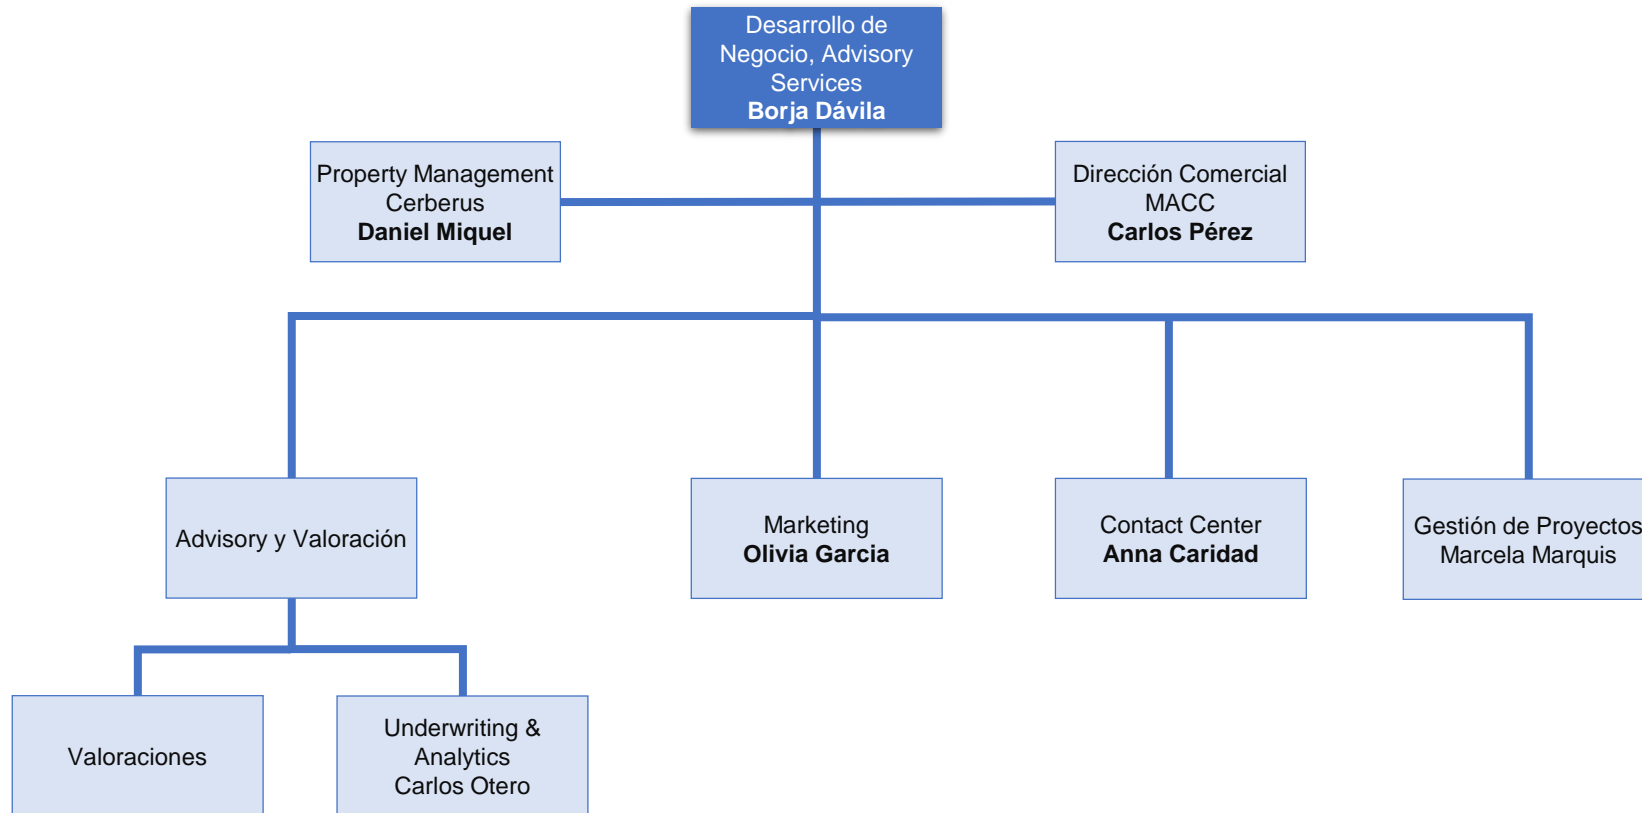 Desarrollo de
Negocio, Advisory
Services
Borja Dávila
Property Management
Cerberus
Daniel Miquel
Dirección Comercial
MACC
Carlos Pérez
Advisory y Valoración
Marketing
Olivia Garcia
Contact Center
Anna Caridad
Gestión de Proyectos
Marcela Marquis
Valoraciones
Underwriting &
Analytics
Carlos Otero